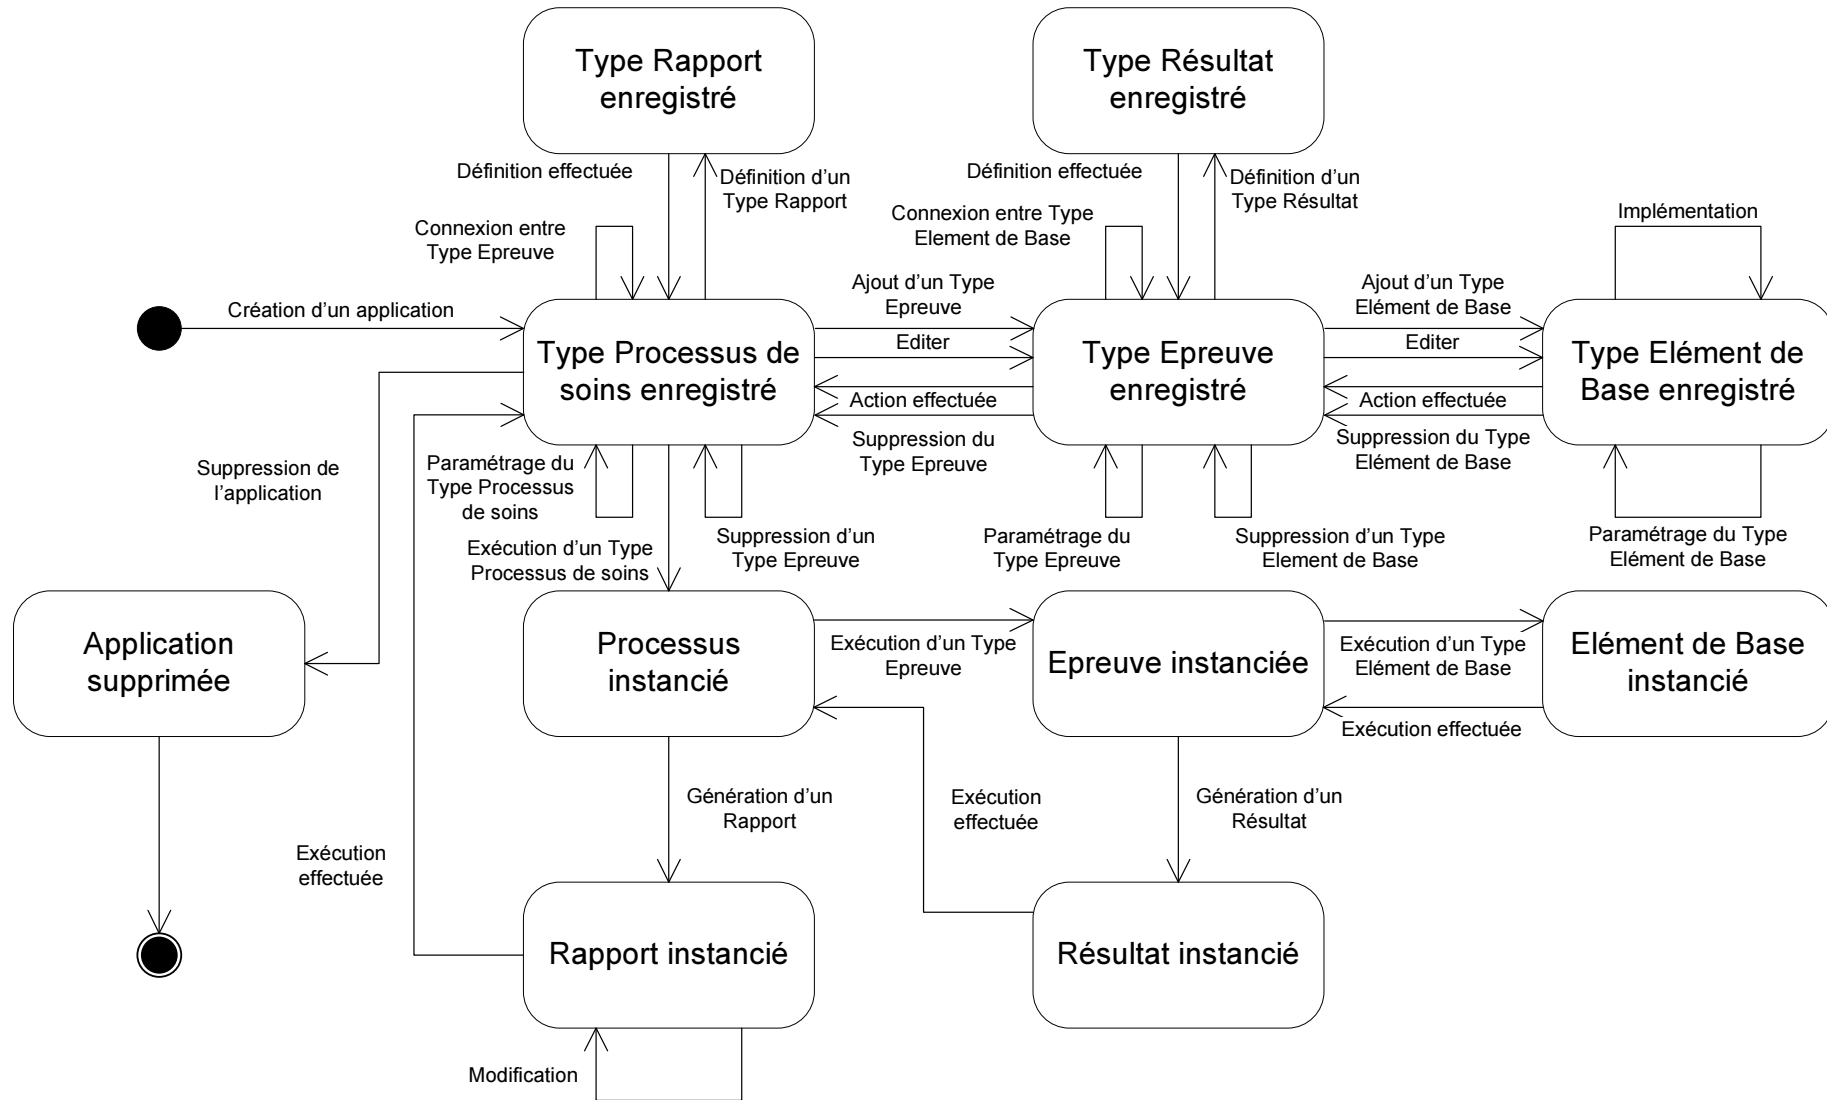 Type Rapport
enregistré
Type Résultat
enregistré
Définition effectuée
Définition d'un
Type Rapport
Définition effectuée
Définition d'un
Type Résultat
Connexion entre
Type Epreuve
Connexion entre Type
Element de Base
Implémentation
Création d'un application
Ajout d'un Type
Epreuve
Ajout d'un Type
Elément de Base
Type Processus de
soins enregistré
Editer
Type Epreuve
enregistré
Editer
Type Elément de
Base enregistré
Action effectuée
Action effectuée
Suppression du
Type Epreuve
Suppression du Type
Elément de Base
Suppression de
l'application
Paramétrage du
Type Processus
de soins
Suppression d'un
Type Epreuve
Paramétrage du
Type Epreuve
Suppression d'un Type
Element de Base
Paramétrage du Type
Elément de Base
Exécution d'un Type
Processus de soins
Application
supprimée
Processus
instancié
Exécution d'un Type
Epreuve
Epreuve instanciée
Exécution d'un Type
Elément de Base
Elément de Base
instancié
Exécution effectuée
Génération d'un
Rapport
Exécution
effectuée
Génération d'un
Résultat
Exécution
effectuée
Rapport instancié
Résultat instancié
Modification